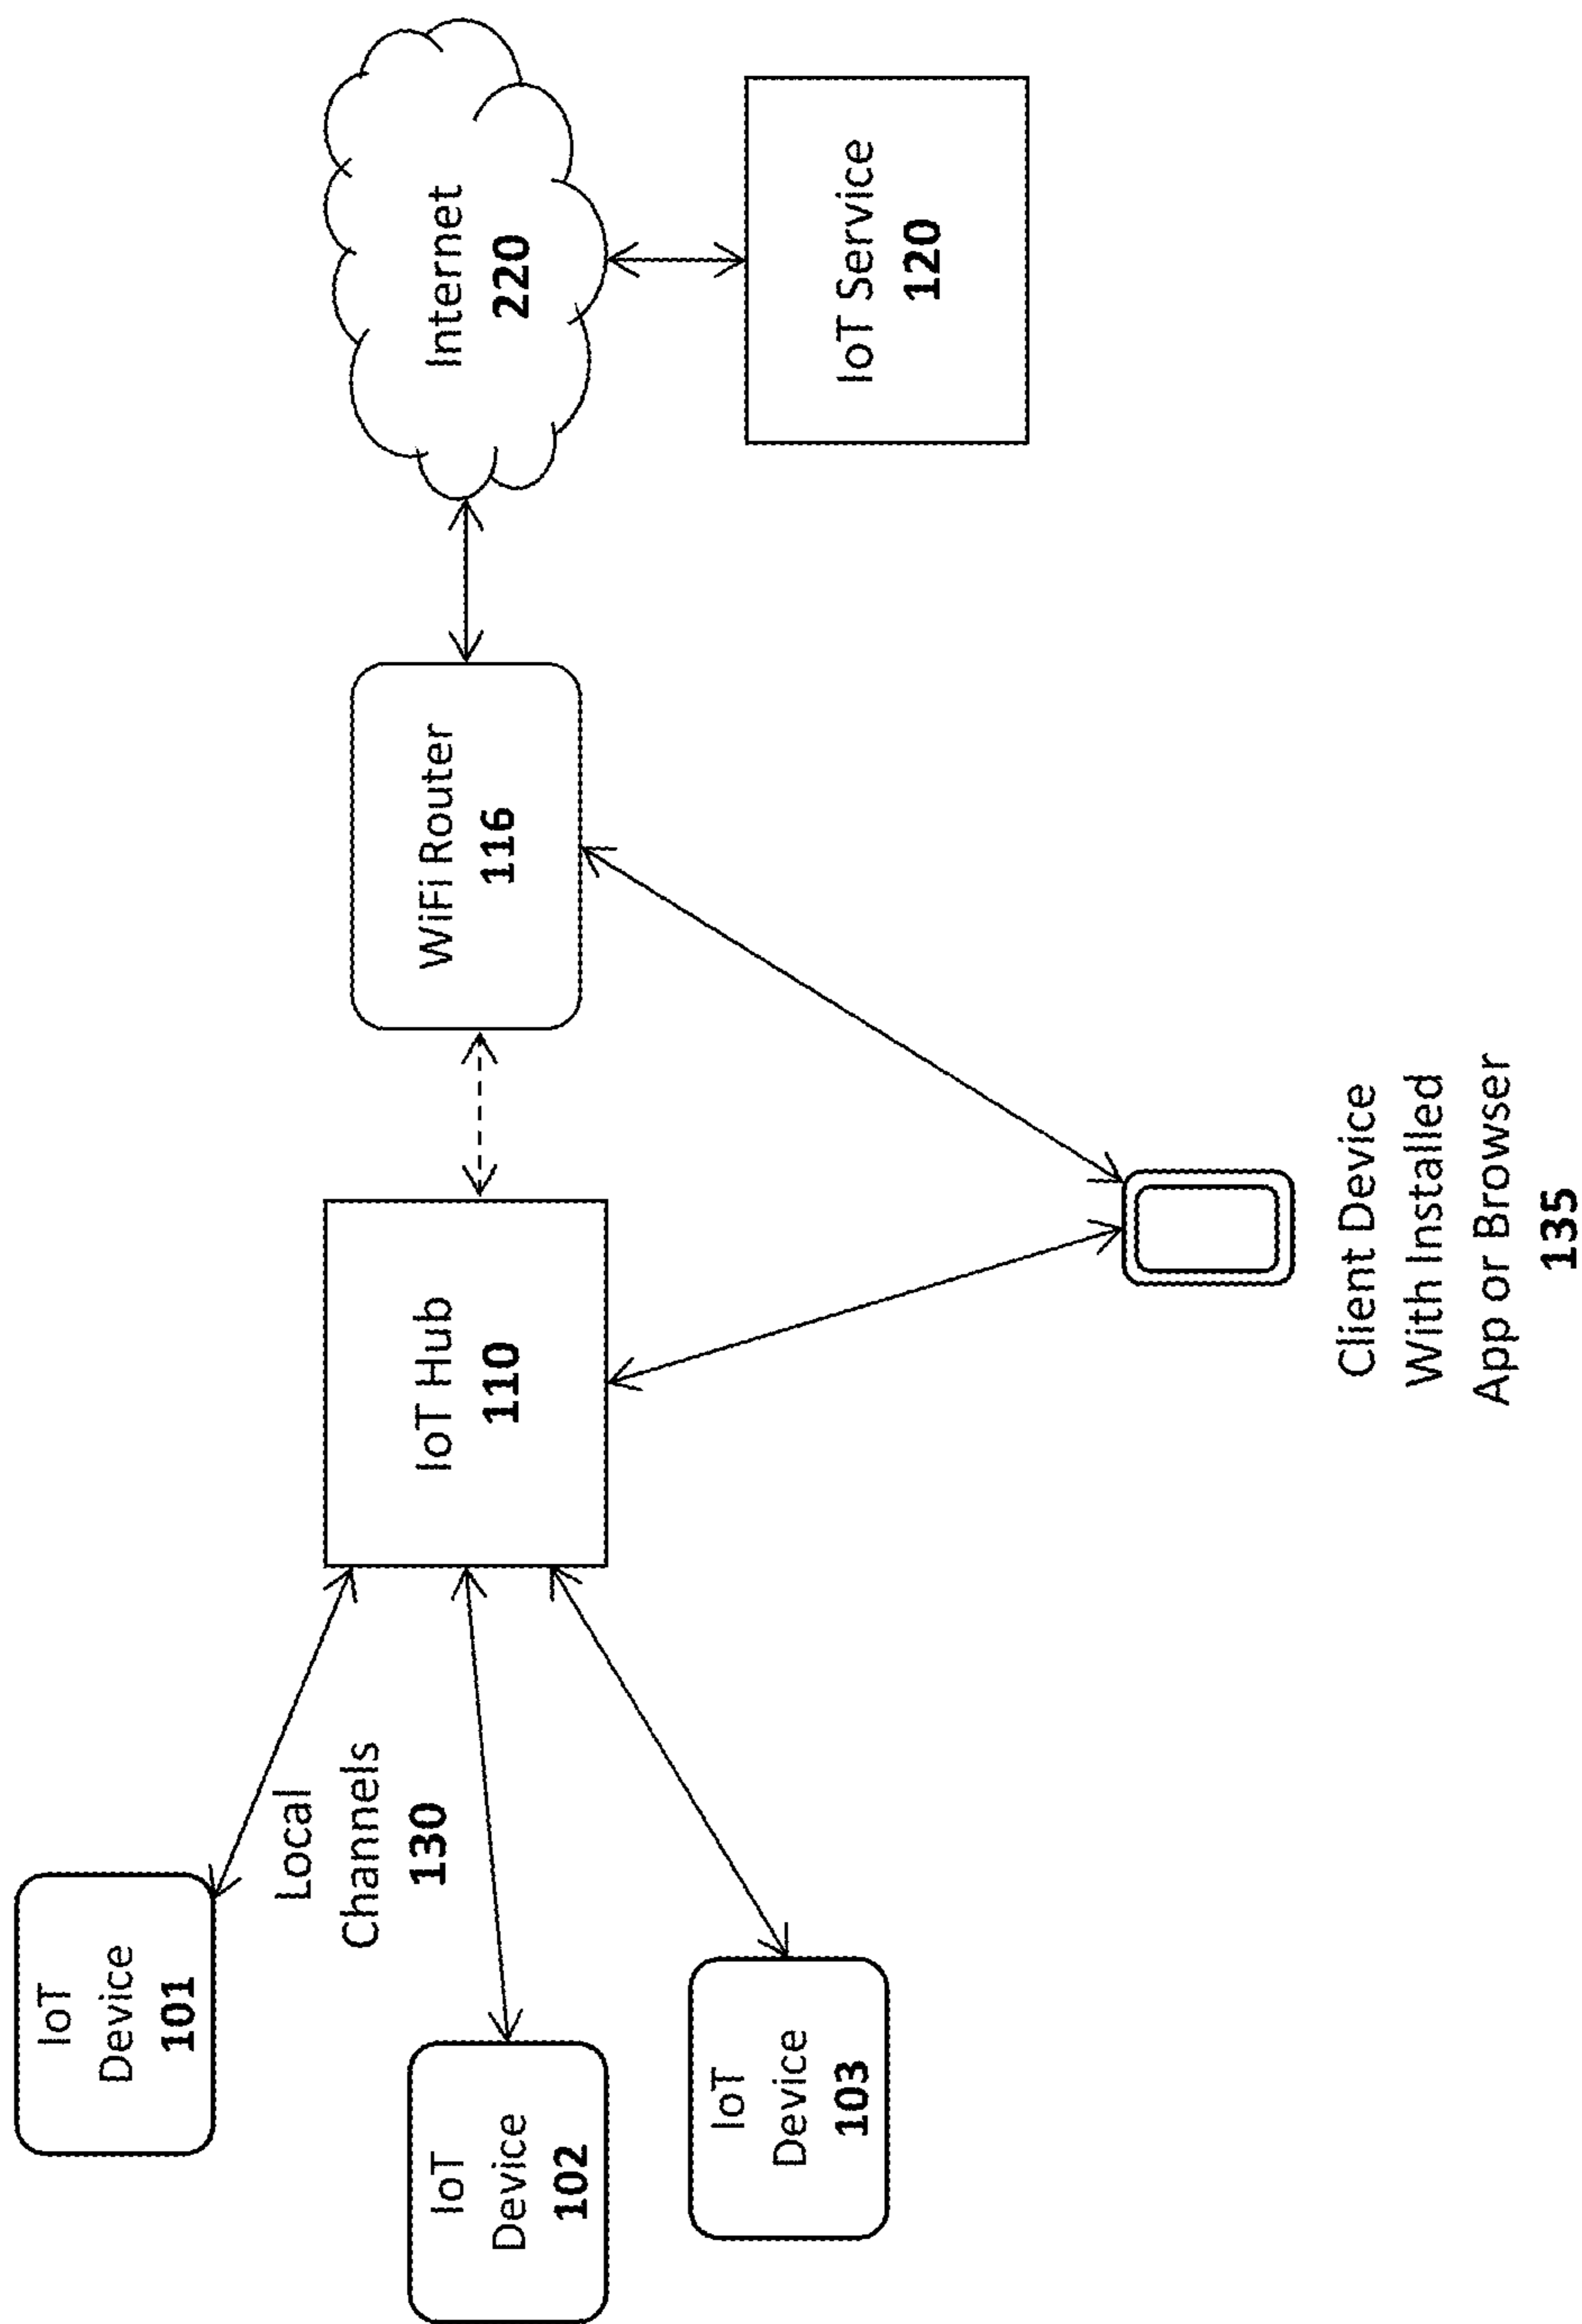 IoT
Device
101
IoT
Device
102
IoT
Device
103
Local
Channels
130
IoT Hub
110
WiFi Router
116
Internet
220
IoT Service
120
Client Device
With Installed
App or Browser
135